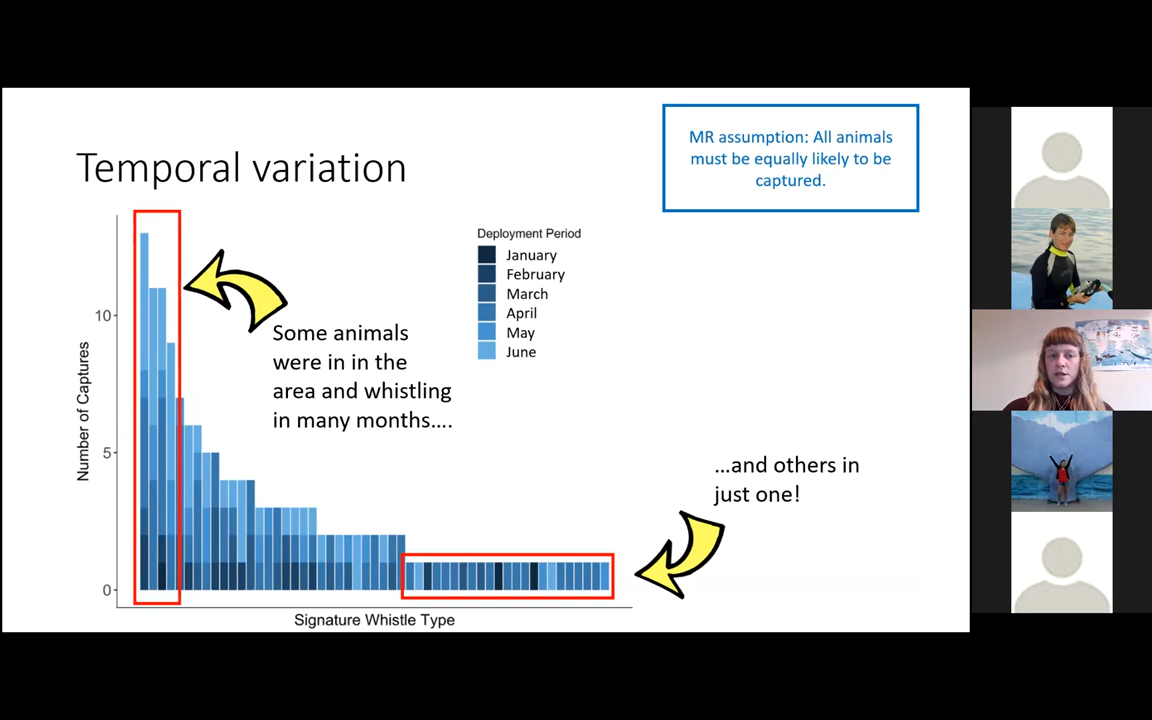 Temporal variation
MR assumption: All animals
must be equally likely to be
captured.
Number of Captures
10
5
0
Deployment Period
January
February
March
April
May
June
Some animals
were in in the
area and whistling
in many months....
...and others in
just one!
Signature Whistle Type